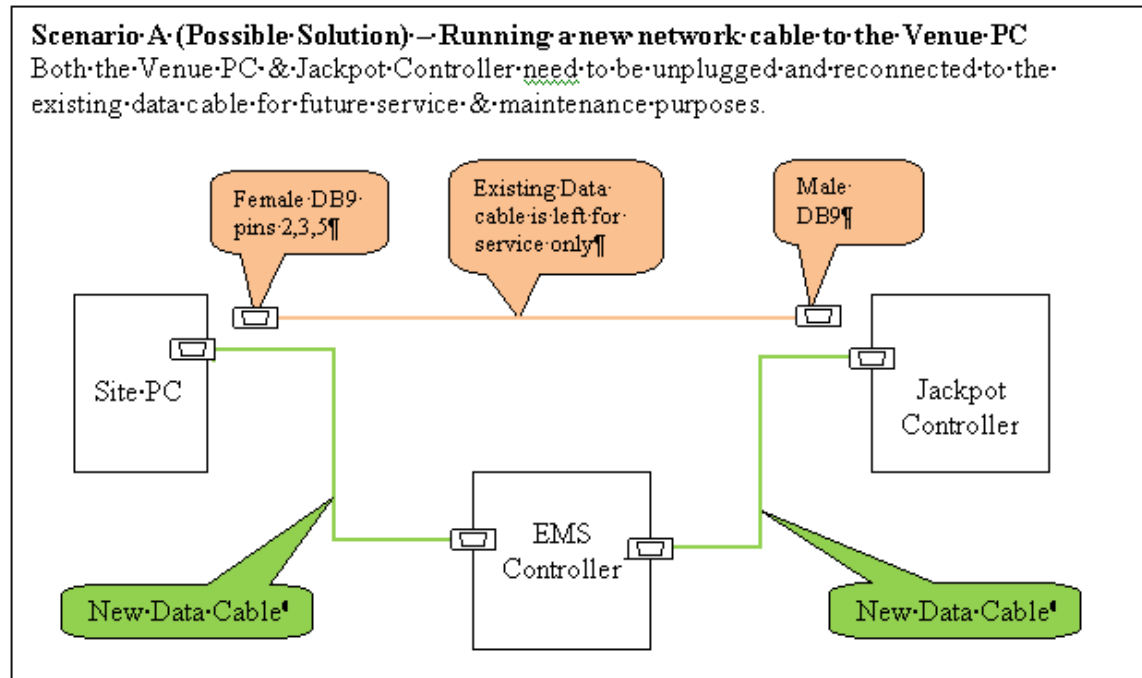 Scenario·A·(Possible·Solution)·–·Running·a·new·network·cable·to·the·Venue·PC
Both·the·Venue·PC·&·Jackpot·Controller·need·to·be·unplugged·and·reconnected·to·the·
existing·data·cable·for·future·service·&·maintenance·purposes.
Female·DB9·
pins·2,3,5¶
Existing·Data·
cable·is·left·for·
service·only¶
Male·
DB9¶
Site·PC
Jackpot
Controller
EMS
Controller
New·Data·Cable¶
New·Data·Cable¶